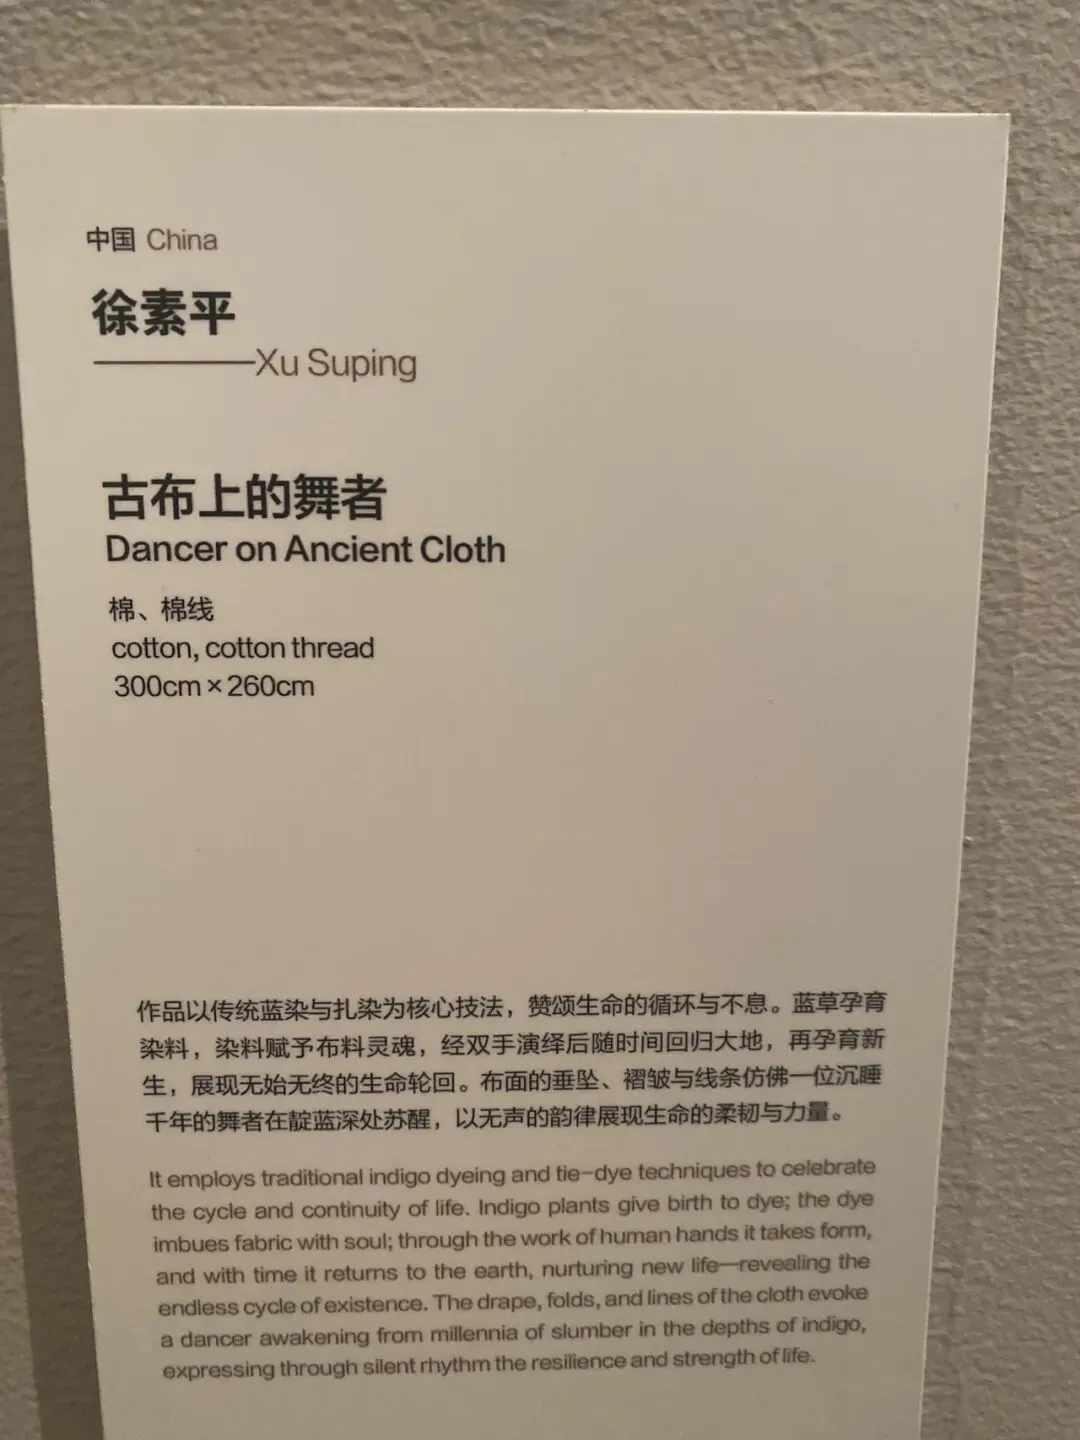 中国 China
徐素平
Xu Suping
古布上的舞者
Dancer on Ancient Cloth
棉、棉线
cotton, cotton thread
300cm×260cm
作品以传统蓝染与扎染为核心技法，赞颂生命的循环与不息。蓝草孕育
染料，染料赋予布料灵魂，经双手演绎后随时间回归大地，再孕育新
生，展现无始无终的生命轮回。布面的垂坠、褶皱与线条仿佛一位沉睡
千年的舞者在靛蓝深处苏醒，以无声的韵律展现生命的柔韧与力量。
It employs traditional indigo dyeing and tie-dye techniques to celebrate
the cycle and continuity of life. Indigo plants give birth to dye; the dye
imbues fabric with soul; through the work of human hands it takes form,
and with time it returns to the earth, nurturing new life—revealing the
endless cycle of existence. The drape, folds, and lines of the cloth evoke
a dancer awakening from millennia of slumber in the depths of indigo,
expressing through silent rhythm the resilience and strength of life.